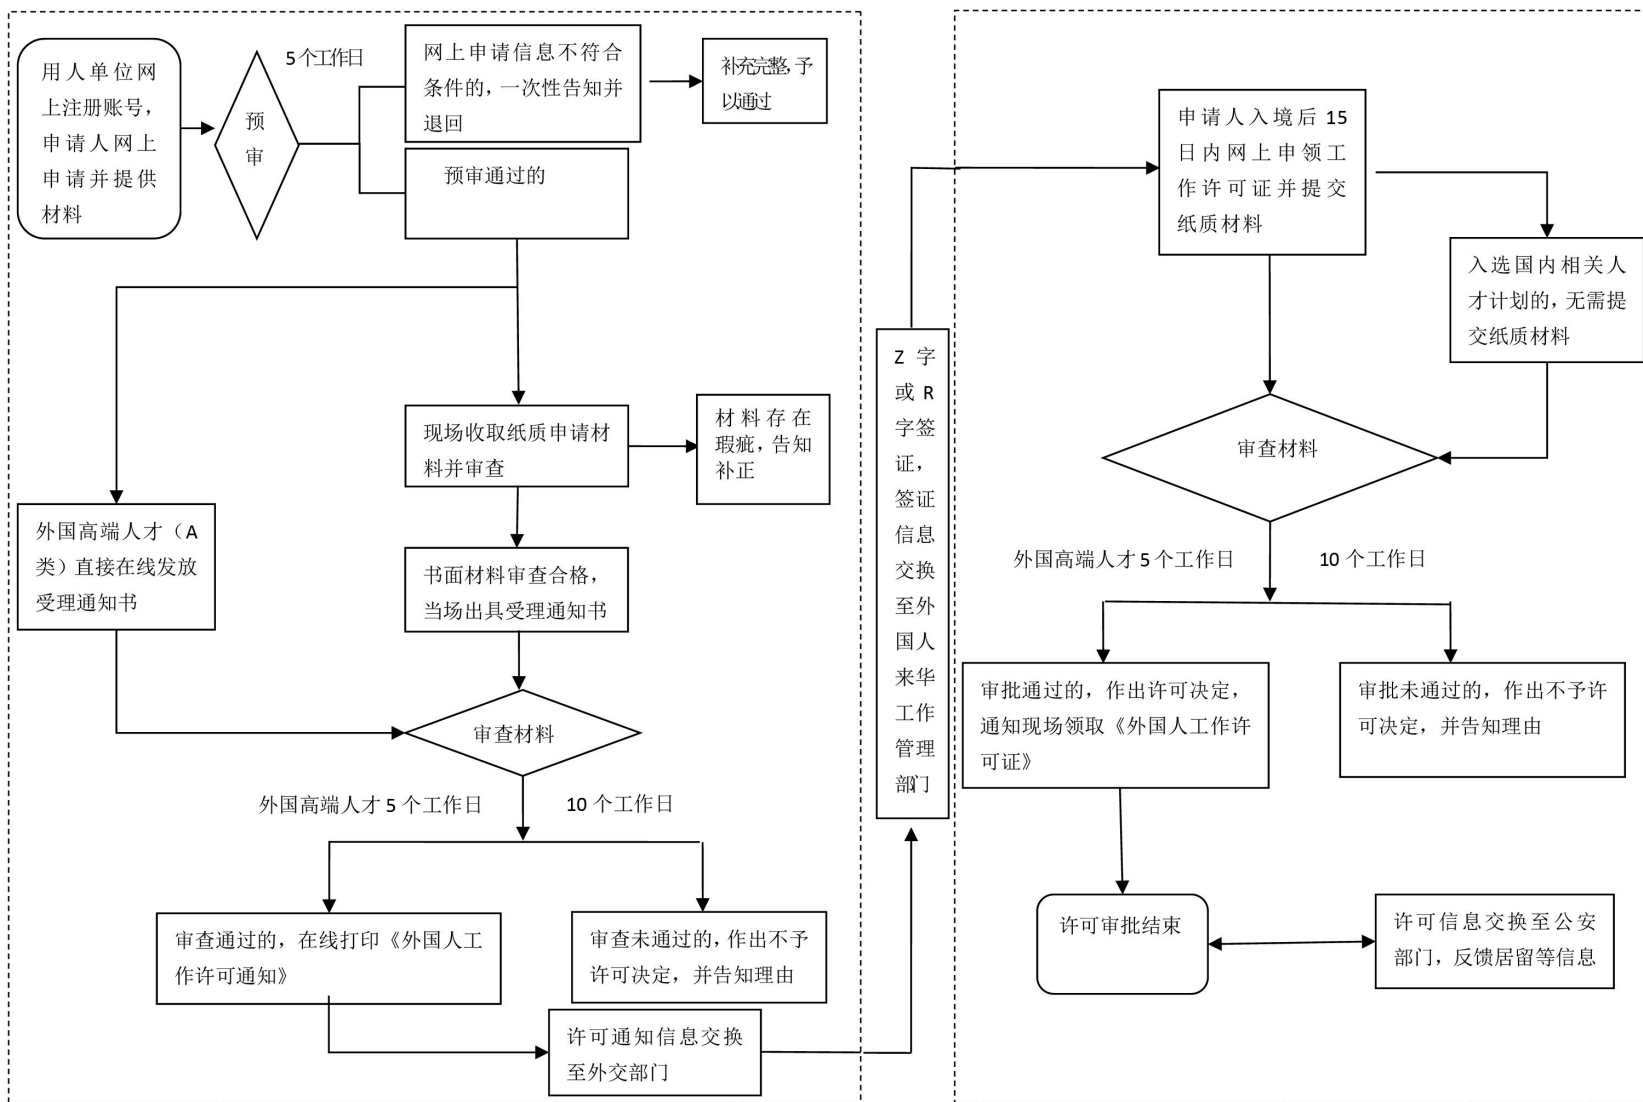 用人单位网
上注册账号，
申请人网上
申请并提供
材料
预
审
5 个工作日
网上申请信息不符合
条件的，一次性告知并
退回
补充完整，予
以通过
预审通过的
现场收取纸质申请材
料并审查
材料存在
瑕疵，告知
补正
外国高端人才（A
类）直接在线发放
受理通知书
书面材料审查合格，
当场出具受理通知书
审查材料
外国高端人才 5 个工作日
10 个工作日
审查通过的，在线打印《外国人工
作许可通知》
审查未通过的，作出不予
许可决定，并告知理由
许可通知信息交换
至外交部门
Z 字
或 R
字签
证，
签证
信息
交换
至外
国人
来华
工作
管理
部门
申请人入境后 15
日内网上申领工
作许可证并提交
纸质材料
入选国内相关人
才计划的，无需提
交纸质材料
审查材料
外国高端人才 5 个工作日
10 个工作日
审批通过的，作出许可决定，
通知现场领取《外国人工作许
可证》
审批未通过的，作出不予许
可决定，并告知理由
许可审批结束
许可信息交换至公安
部门，反馈居留等信息